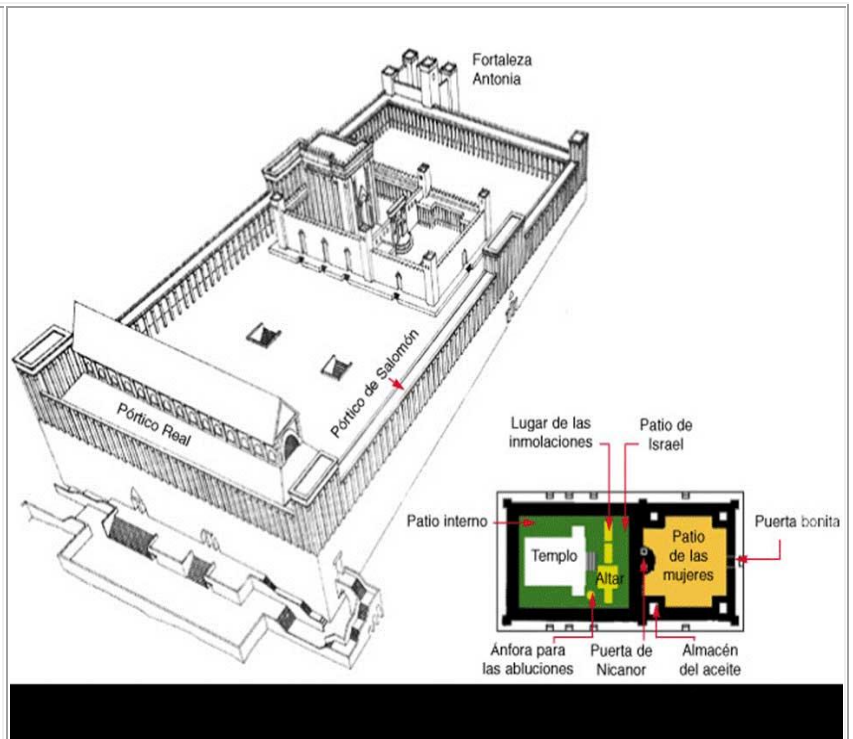 Fortaleza
Antonia
Pórtico de Salomón
Pórtico Real
Lugar de las
inmolaciones
Patio de
Israel
Patio interno
Puerta bonita
Templo
Altar
Patio
de las
mujeres
Ánfora para
las abluciones
Puerta de
Nicanor
Almacén
del aceite